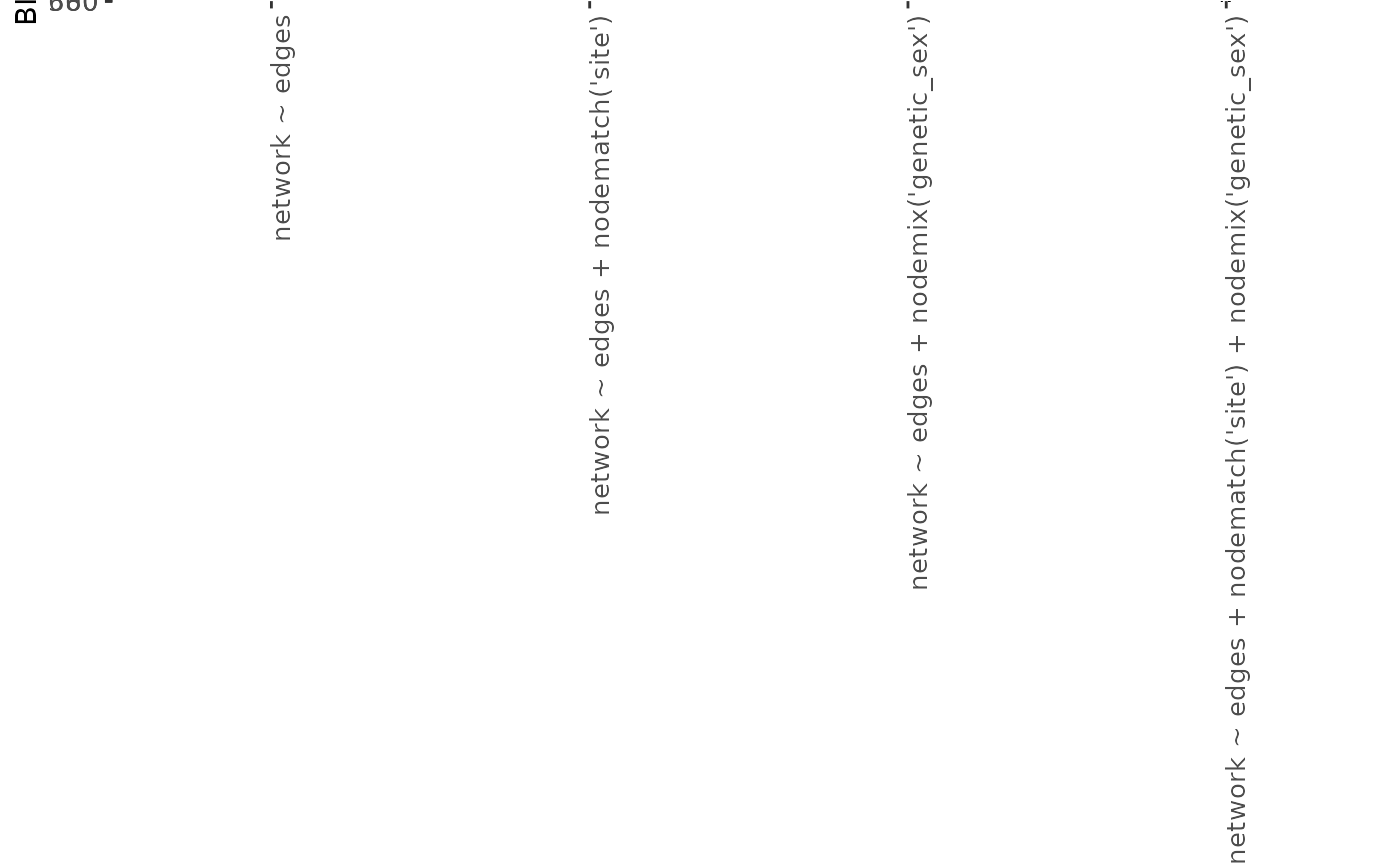 network ~ edges
network ~ edges + nodematch('site')
network ~ edges + nodemix('genetic_sex')
network ~ edges + nodematch('site') + nodemix('genetic_sex')